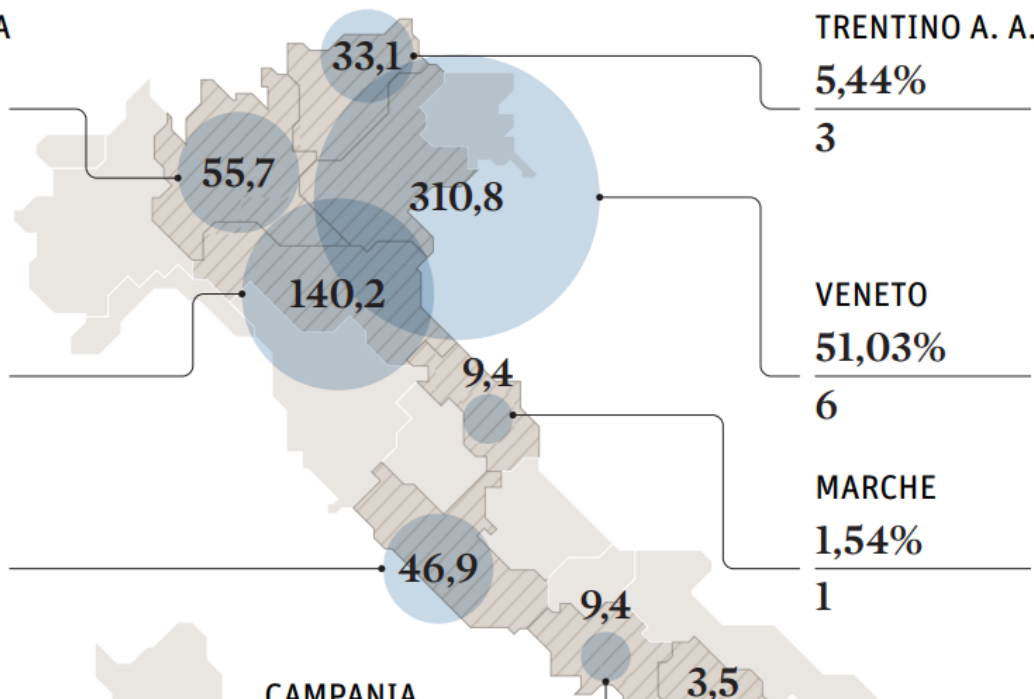 A
TRENTINO A. A.
5,44%
3
33,1
55,7
310,8
140,2
VENETO
51,03%
6
9,4
MARCHE
1,54%
1
46,9
9,4
3,5
CAMPANIA